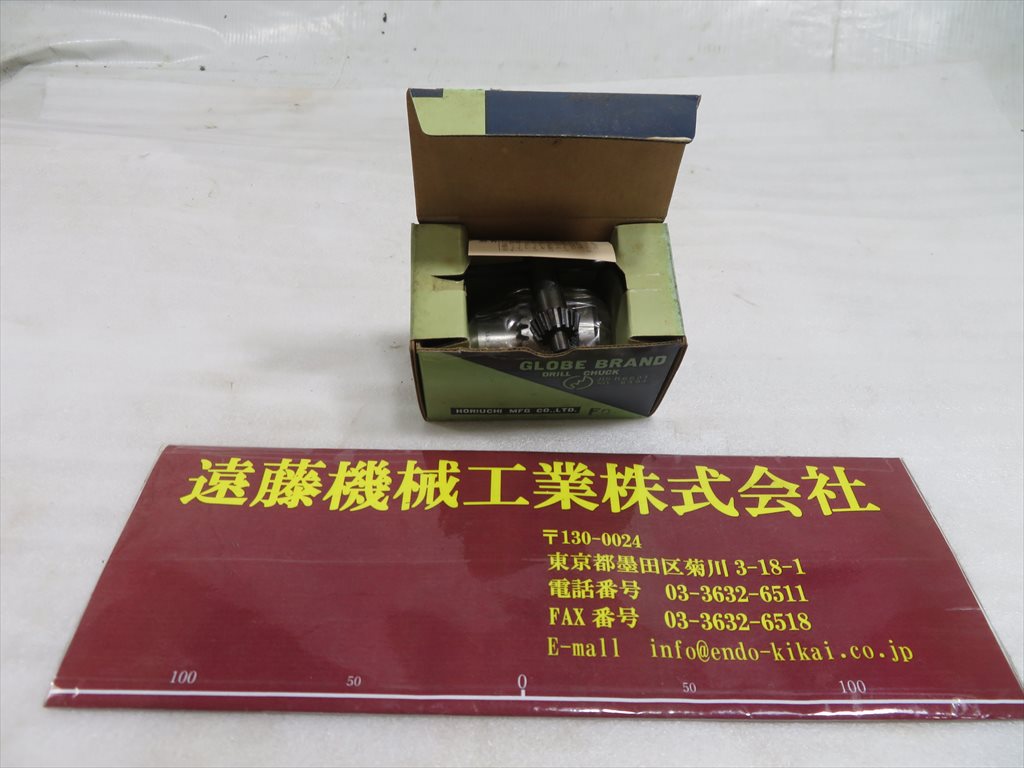 GLOBE BRAND
DRILL CHUCK
HORIUCHI MFG CO.,LTD.
遠藤機械工業株式会社
〒130-0024
東京都墨田区菊川 3-18-1
電話番号 03-3632-6511
FAX 番号 03-3632-6518
E-mall info@endo-kikai.co.jp
100 50 0 50 100